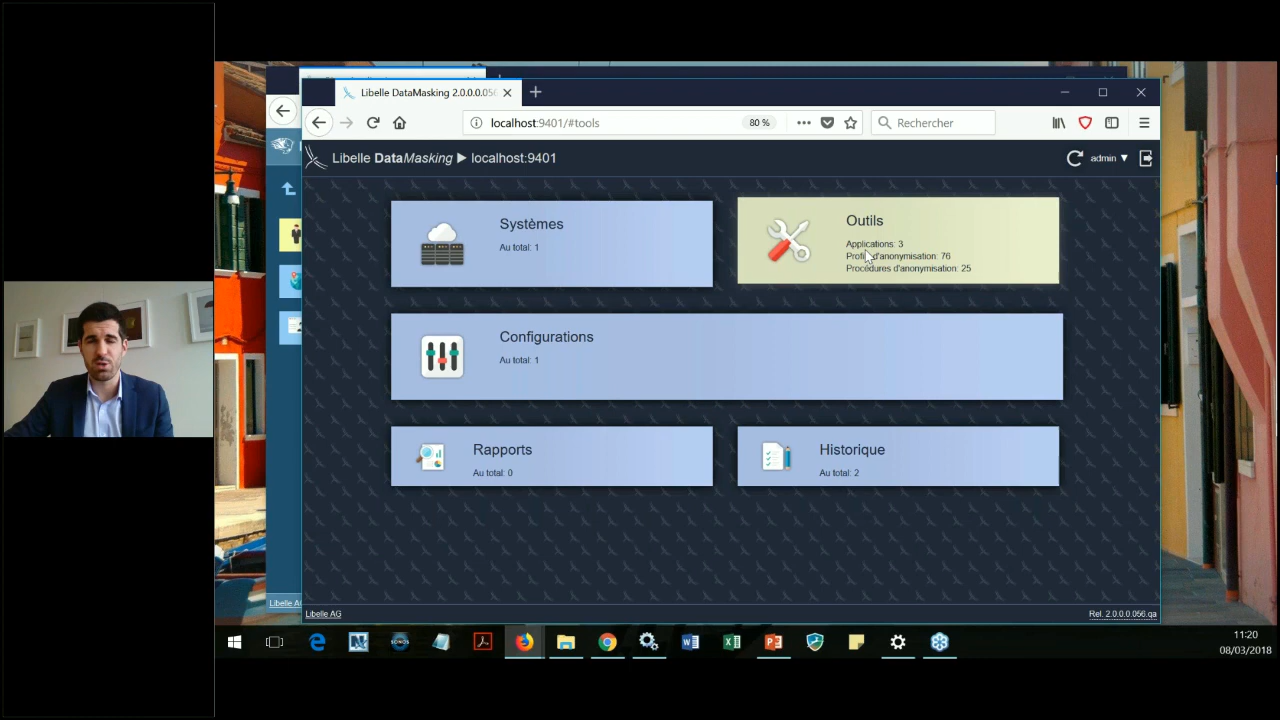 Libelle DataMasking 2.0.0.0.056
localhost:9401/#tools
80 %
Rechercher
Libelle DataMasking ▶ localhost:9401
admin ▼
Systèmes
Au total: 1
Outils
Applications: 3
d'anonymisation: 76
Procédures d'anonymisation: 25
Configurations
Au total: 1
Rapports
Au total: 0
Historique
Au total: 2
Libelle A
Libelle AG
Rel. 2.0.0.0.056.qa
SONOS
11:20
08/03/2018